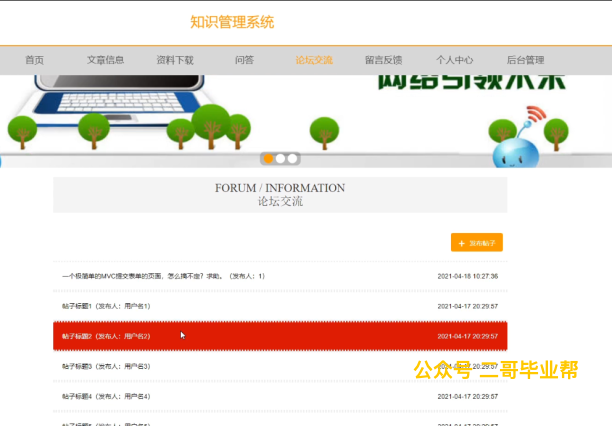 知识管理系统
首页 文章信息 资料下载 问答 论坛交流 留言反馈 个人中心 后台管理
网络引领未来
FORUM / INFORMATION
论坛交流
+ 发布帖子
一个极简单的MVC提交表单的页面，怎么搞不定？求助。（发布人：1） 2021-04-18 10:27:36
帖子标题1（发布人：用户名1） 2021-04-17 20:29:57
帖子标题2（发布人：用户名2） 2021-04-17 20:29:57
帖子标题3（发布人：用户名3） 2021-04-17 20:29:57
公众号 二哥毕业帮
帖子标题4（发布人：用户名4） 2021-04-17 20:29:57